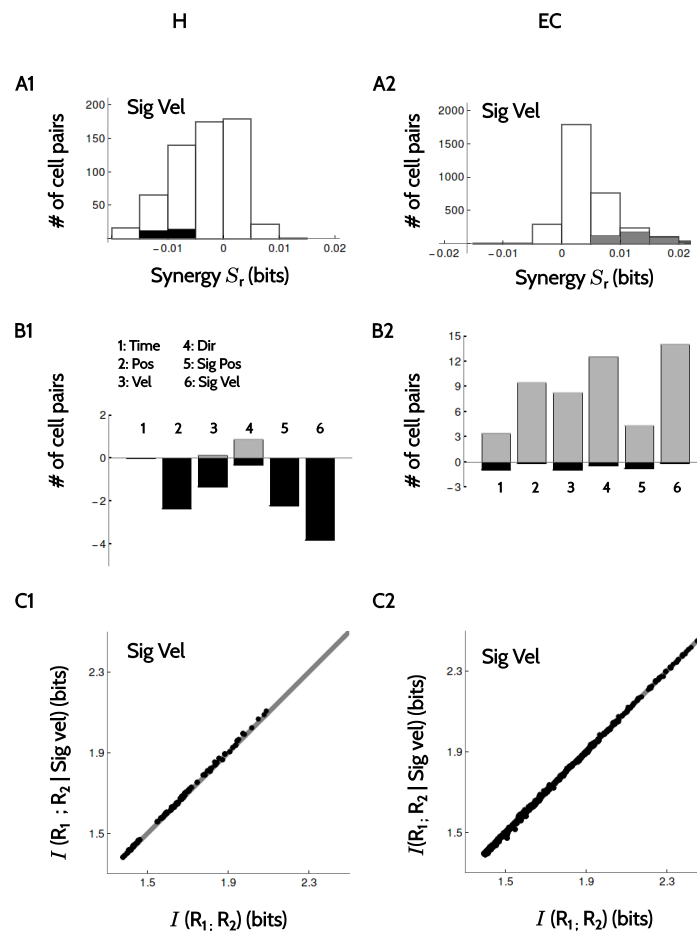 H
EC
A1
Sig Vel
# of cell pairs
200
150
100
50
−0.01
0
0.01
0.02
Synergy Sr (bits)
A2
Sig Vel
# of cell pairs
2000
1500
1000
500
−0.02
−0.01
0
0.01
0.02
Synergy Sr (bits)
B1
1: Time
4: Dir
2: Pos
5: Sig Pos
3: Vel
6: Sig Vel
# of cell pairs
2
0
−2
−4
1 2 3 4 5 6
B2
# of cell pairs
15
12
9
6
3
0
−3
1 2 3 4 5 6
C1
Sig Vel
I (R1 ; R2 | Sig vel) (bits)
2.3
1.9
1.5
1.5 1.9 2.3
I (R1; R2) (bits)
C2
Sig Vel
I(R1; R2 | Sig vel) (bits)
2.3
1.9
1.5
1.5 1.9 2.3
I (R1; R2) (bits)